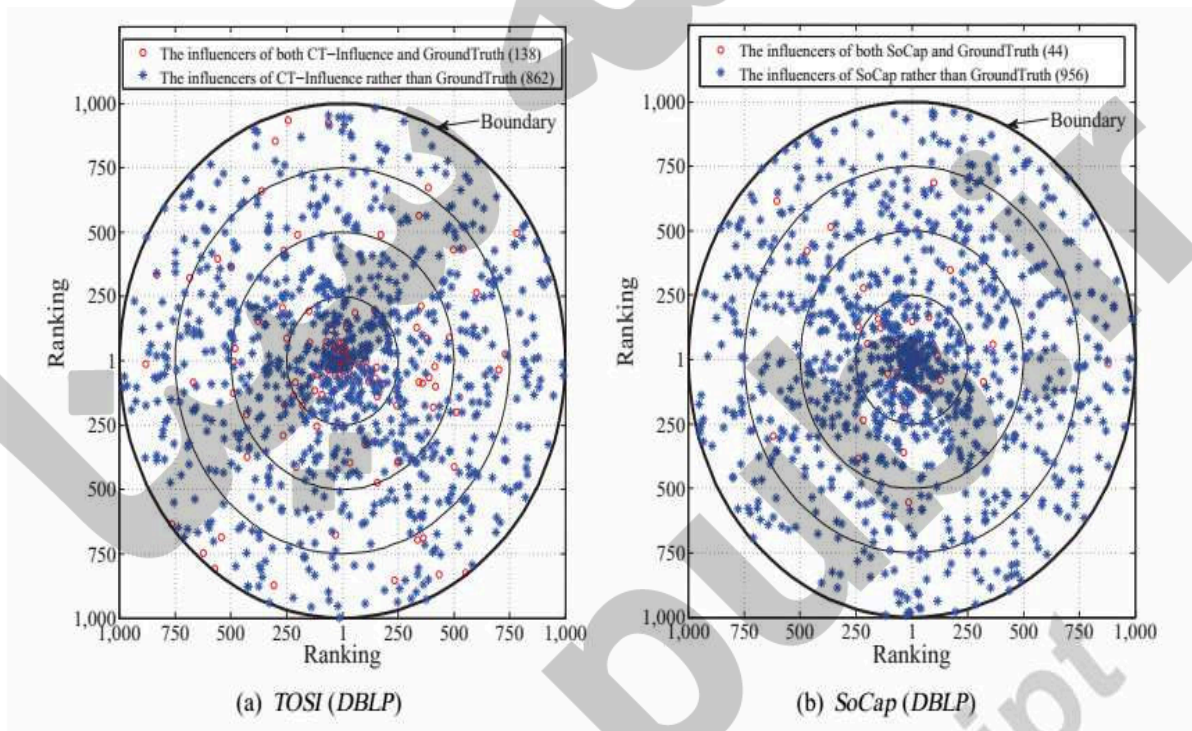 The influencers of both CT−Influence and GroundTruth (138)
The influencers of CT−Influence rather than GroundTruth (862)
Boundary
1,000
750
500
250
1
250
500
750
1,000
Ranking
1,000 750 500 250 1 250 500 750 1,000
Ranking
(a) TOSI (DBLP)
The influencers of both SoCap and GroundTruth (44)
The influencers of SoCap rather than GroundTruth (956)
Boundary
1,000
750
500
250
1
250
500
750
1,000
Ranking
1,000 750 500 250 1 250 500 750 1,000
Ranking
(b) SoCap (DBLP)